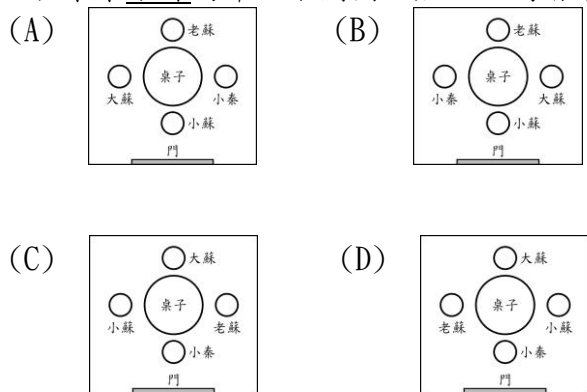 (A) (B)
老蘇 老蘇
桌子 桌子
大蘇 小秦 小秦 大蘇
小蘇 小蘇
門 門
(C) (D)
大蘇 大蘇
桌子 桌子
小蘇 老蘇 老蘇 小蘇
小秦 小秦
門 門